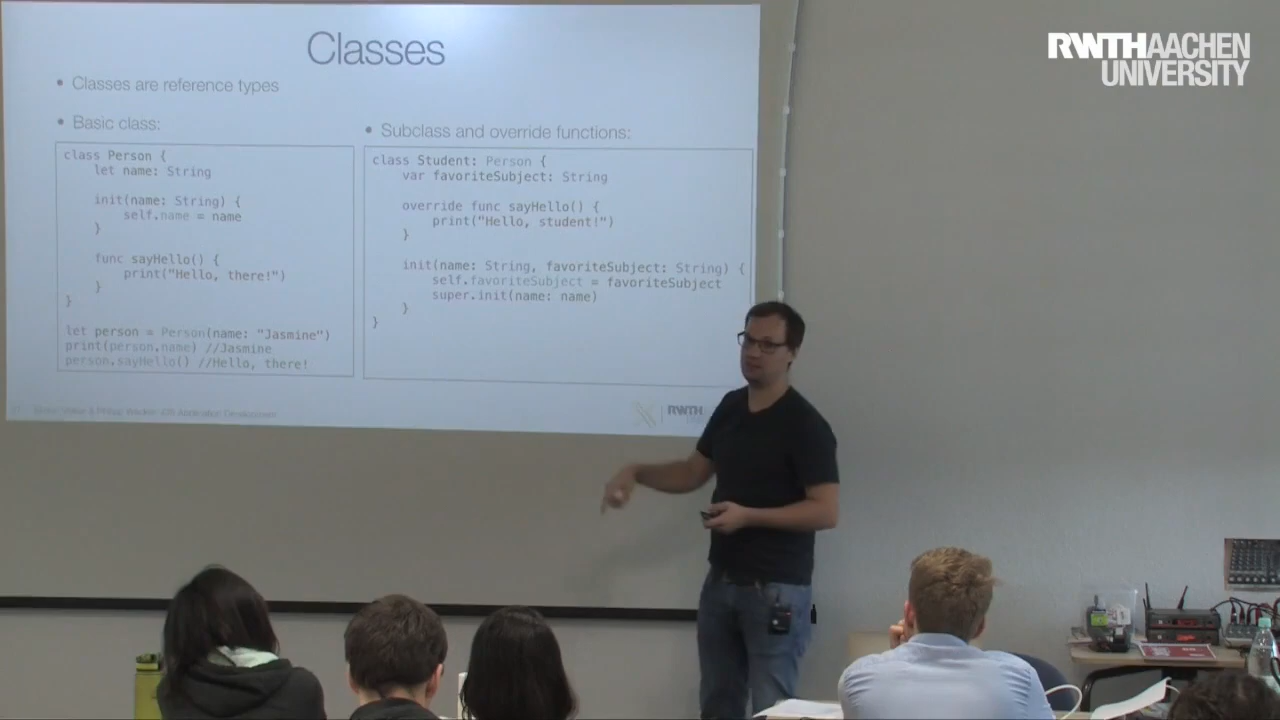 Classes
• Classes are reference types
• Basic class:
class Person {
let name: String
init(name: String) {
self.name = name
}
func sayHello() {
print("Hello, there!")
}
}
let person = Person(name: "Jasmine")
print(person.name) //Jasmine
person.sayHello() //Hello, there!
• Subclass and override functions:
class Student: Person {
var favoriteSubject: String
override func sayHello() {
print("Hello, student!")
}
init(name: String, favoriteSubject: String) {
self.favoriteSubject = favoriteSubject
super.init(name: name)
}
}
iOS Application Development
RWTH
RWTHAACHEN
UNIVERSITY